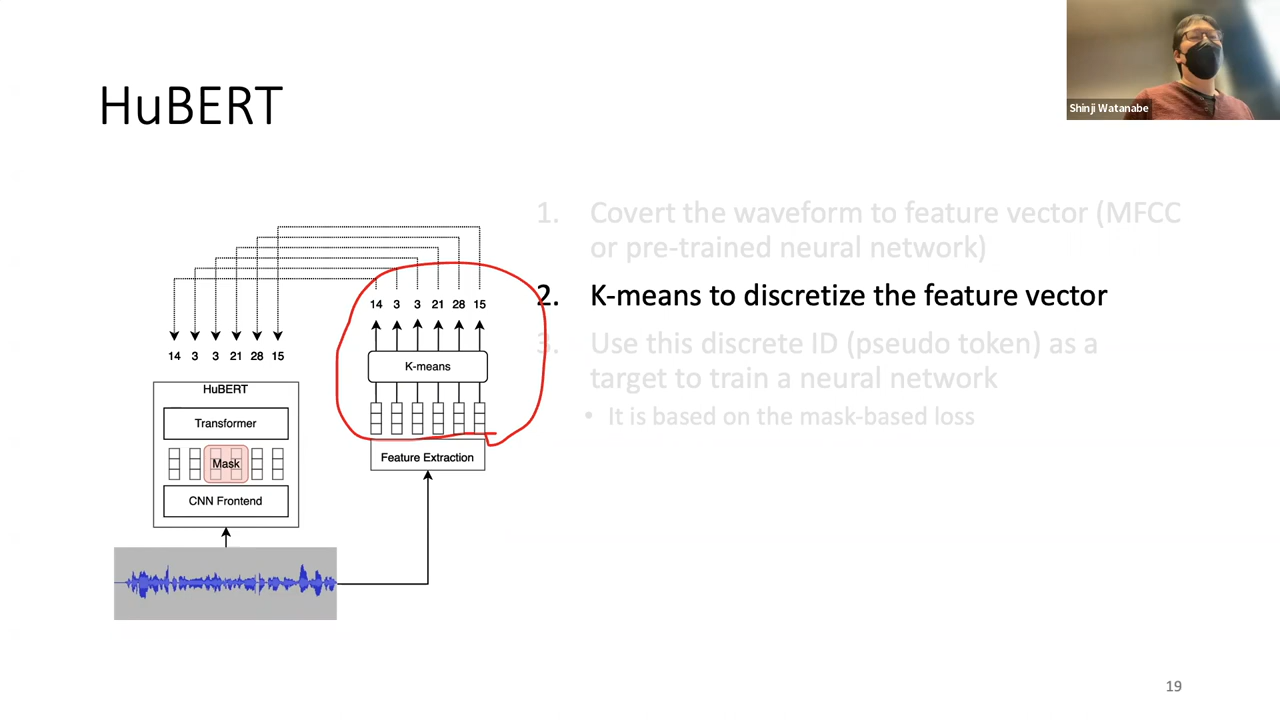 Shinji Watanabe
HuBERT
1. Covert the waveform to feature vector (MFCC
or pre-trained neural network)
2. K-means to discretize the feature vector
3. Use this discrete ID (pseudo token) as a
target to train a neural network
• It is based on the mask-based loss
14 3 3 21 28 15
K-means
Feature Extraction
14 3 3 21 28 15
HuBERT
Transformer
Mask
CNN Frontend
19